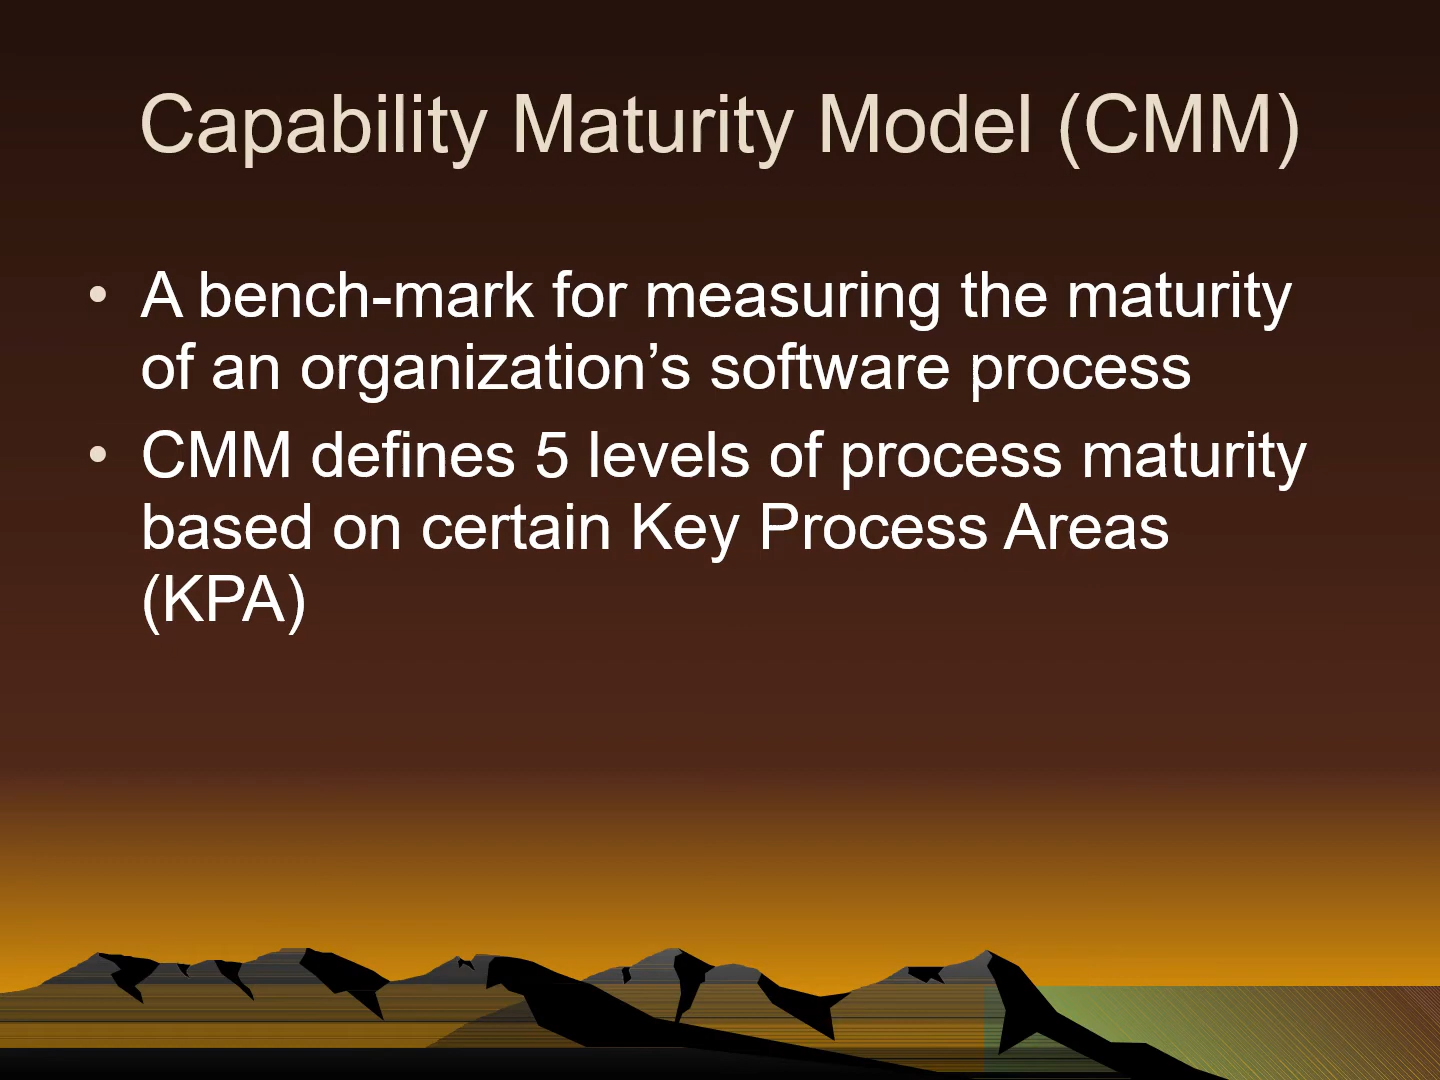 Capability Maturity Model (CMM)
• A bench-mark for measuring the maturity
of an organization’s software process
• CMM defines 5 levels of process maturity
based on certain Key Process Areas
(KPA)